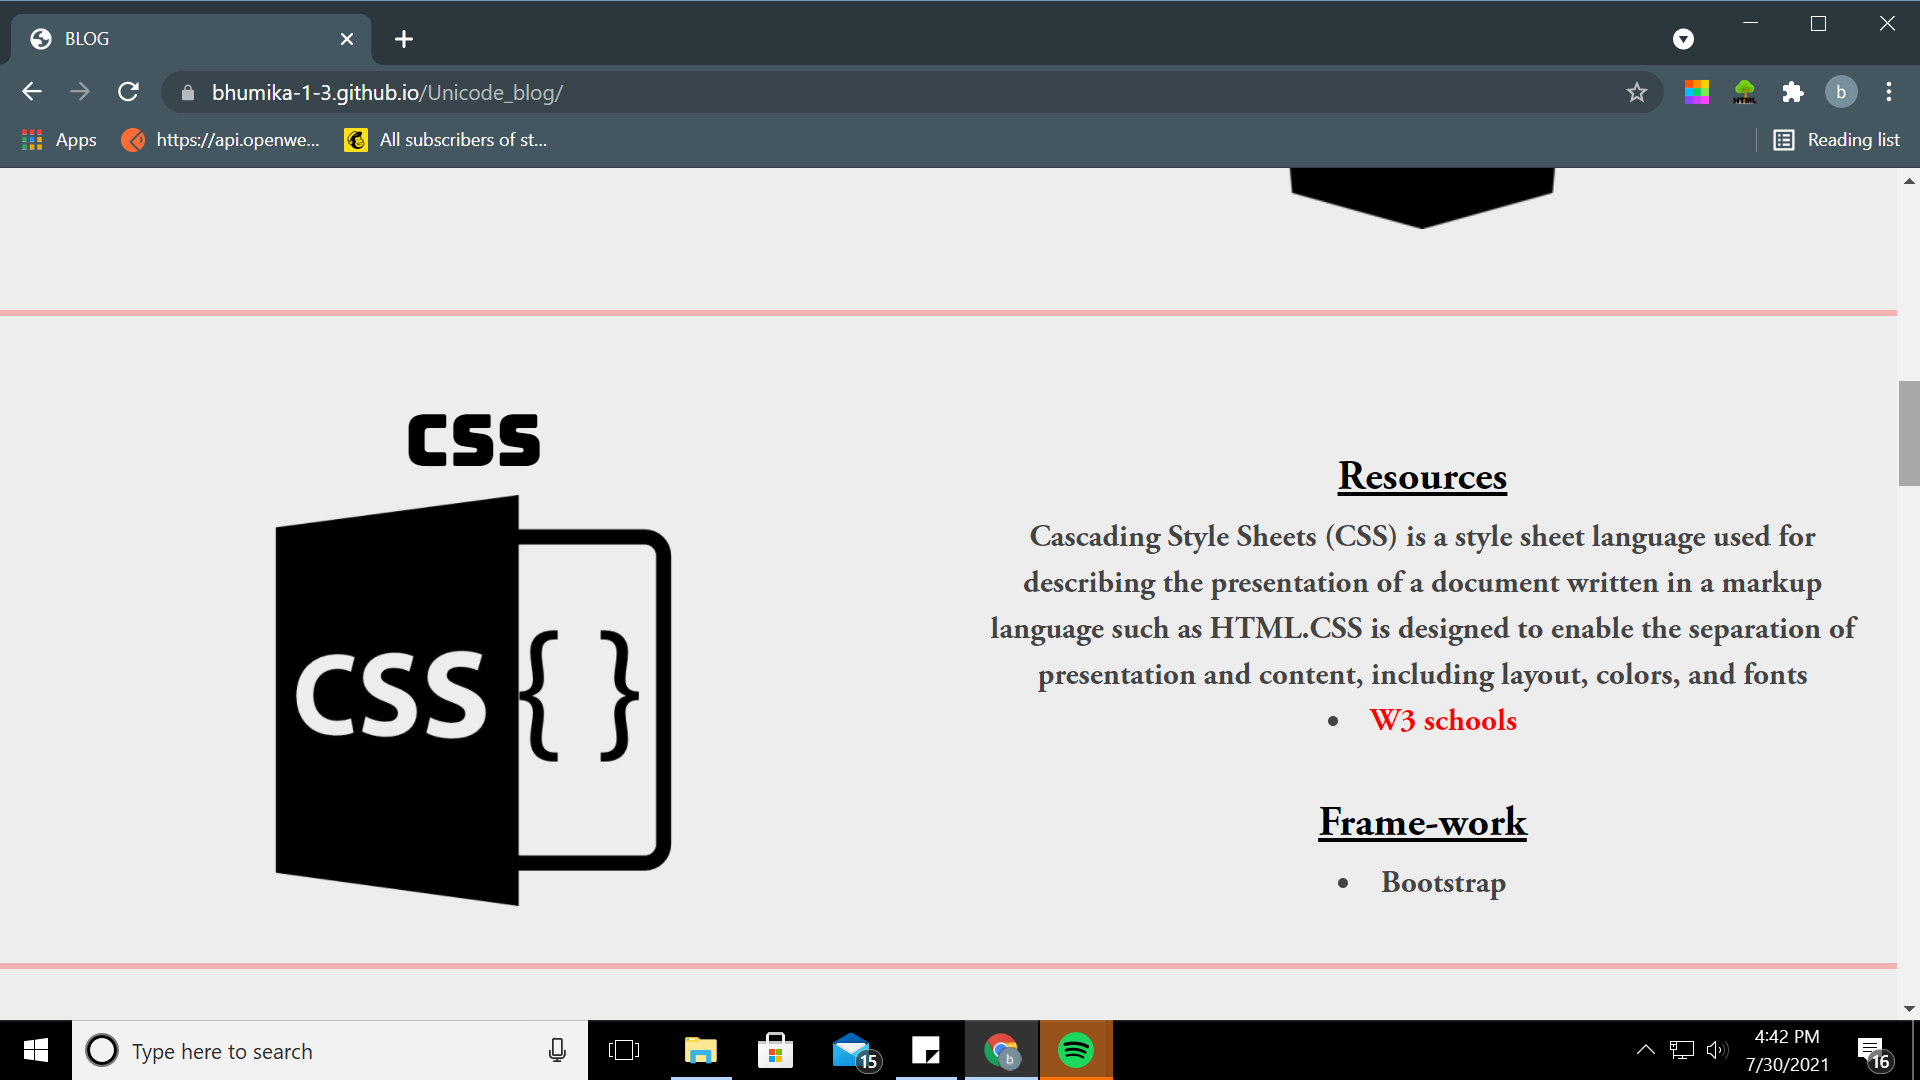 BLOG
bhumika-1-3.github.io/Unicode_blog/
HTML
b
Apps
https://api.openwe...
All subscribers of st...
Reading list
CSS
CSS
{ }
Resources
Cascading Style Sheets (CSS) is a style sheet language used for
describing the presentation of a document written in a markup
language such as HTML.CSS is designed to enable the separation of
presentation and content, including layout, colors, and fonts
• W3 schools
Frame-work
• Bootstrap
Type here to search
15
b
4:42 PM
7/30/2021
16